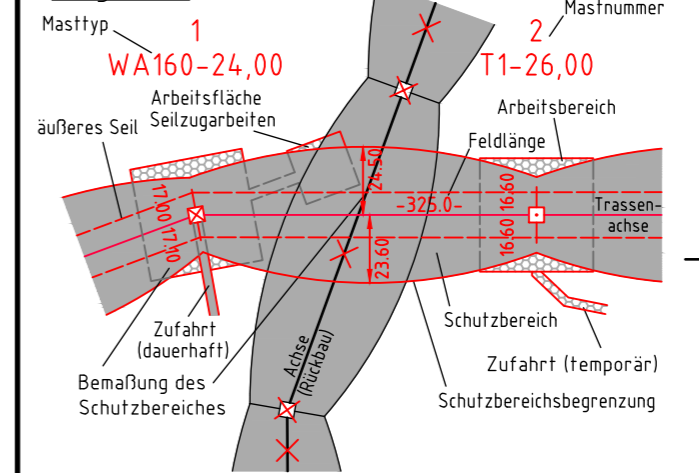 Masttyp
1
WA160-24,00
Mastnummer
2
T1-26,00
Arbeitsfläche
Seilzugarbeiten
äußeres Seil
Arbeitsbereich
Feldlänge
24.50
-325.0-
17.00
17.10
16.60
16.60
23.60
Trassen-
achse
Zufahrt
(dauerhaft)
Bemaßung des
Schutzbereiches
Achse
(Rückbau)
Schutzbereich
Zufahrt (temporär)
Schutzbereichsbegrenzung